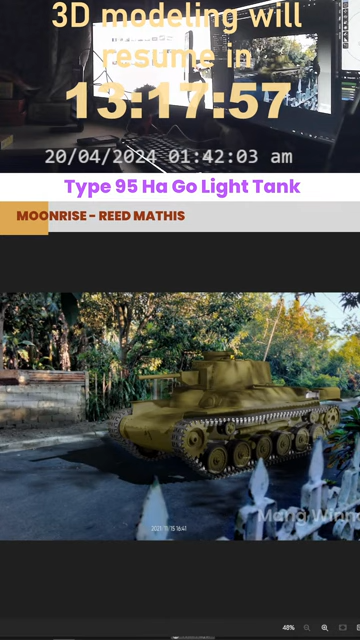 3D modeling will
resume in
13:17:57
20/04/2024 01:42:03 am
Type 95 Ha Go Light Tank
MOONRISE - REED MATHIS
2023/11/15 16:41
48%